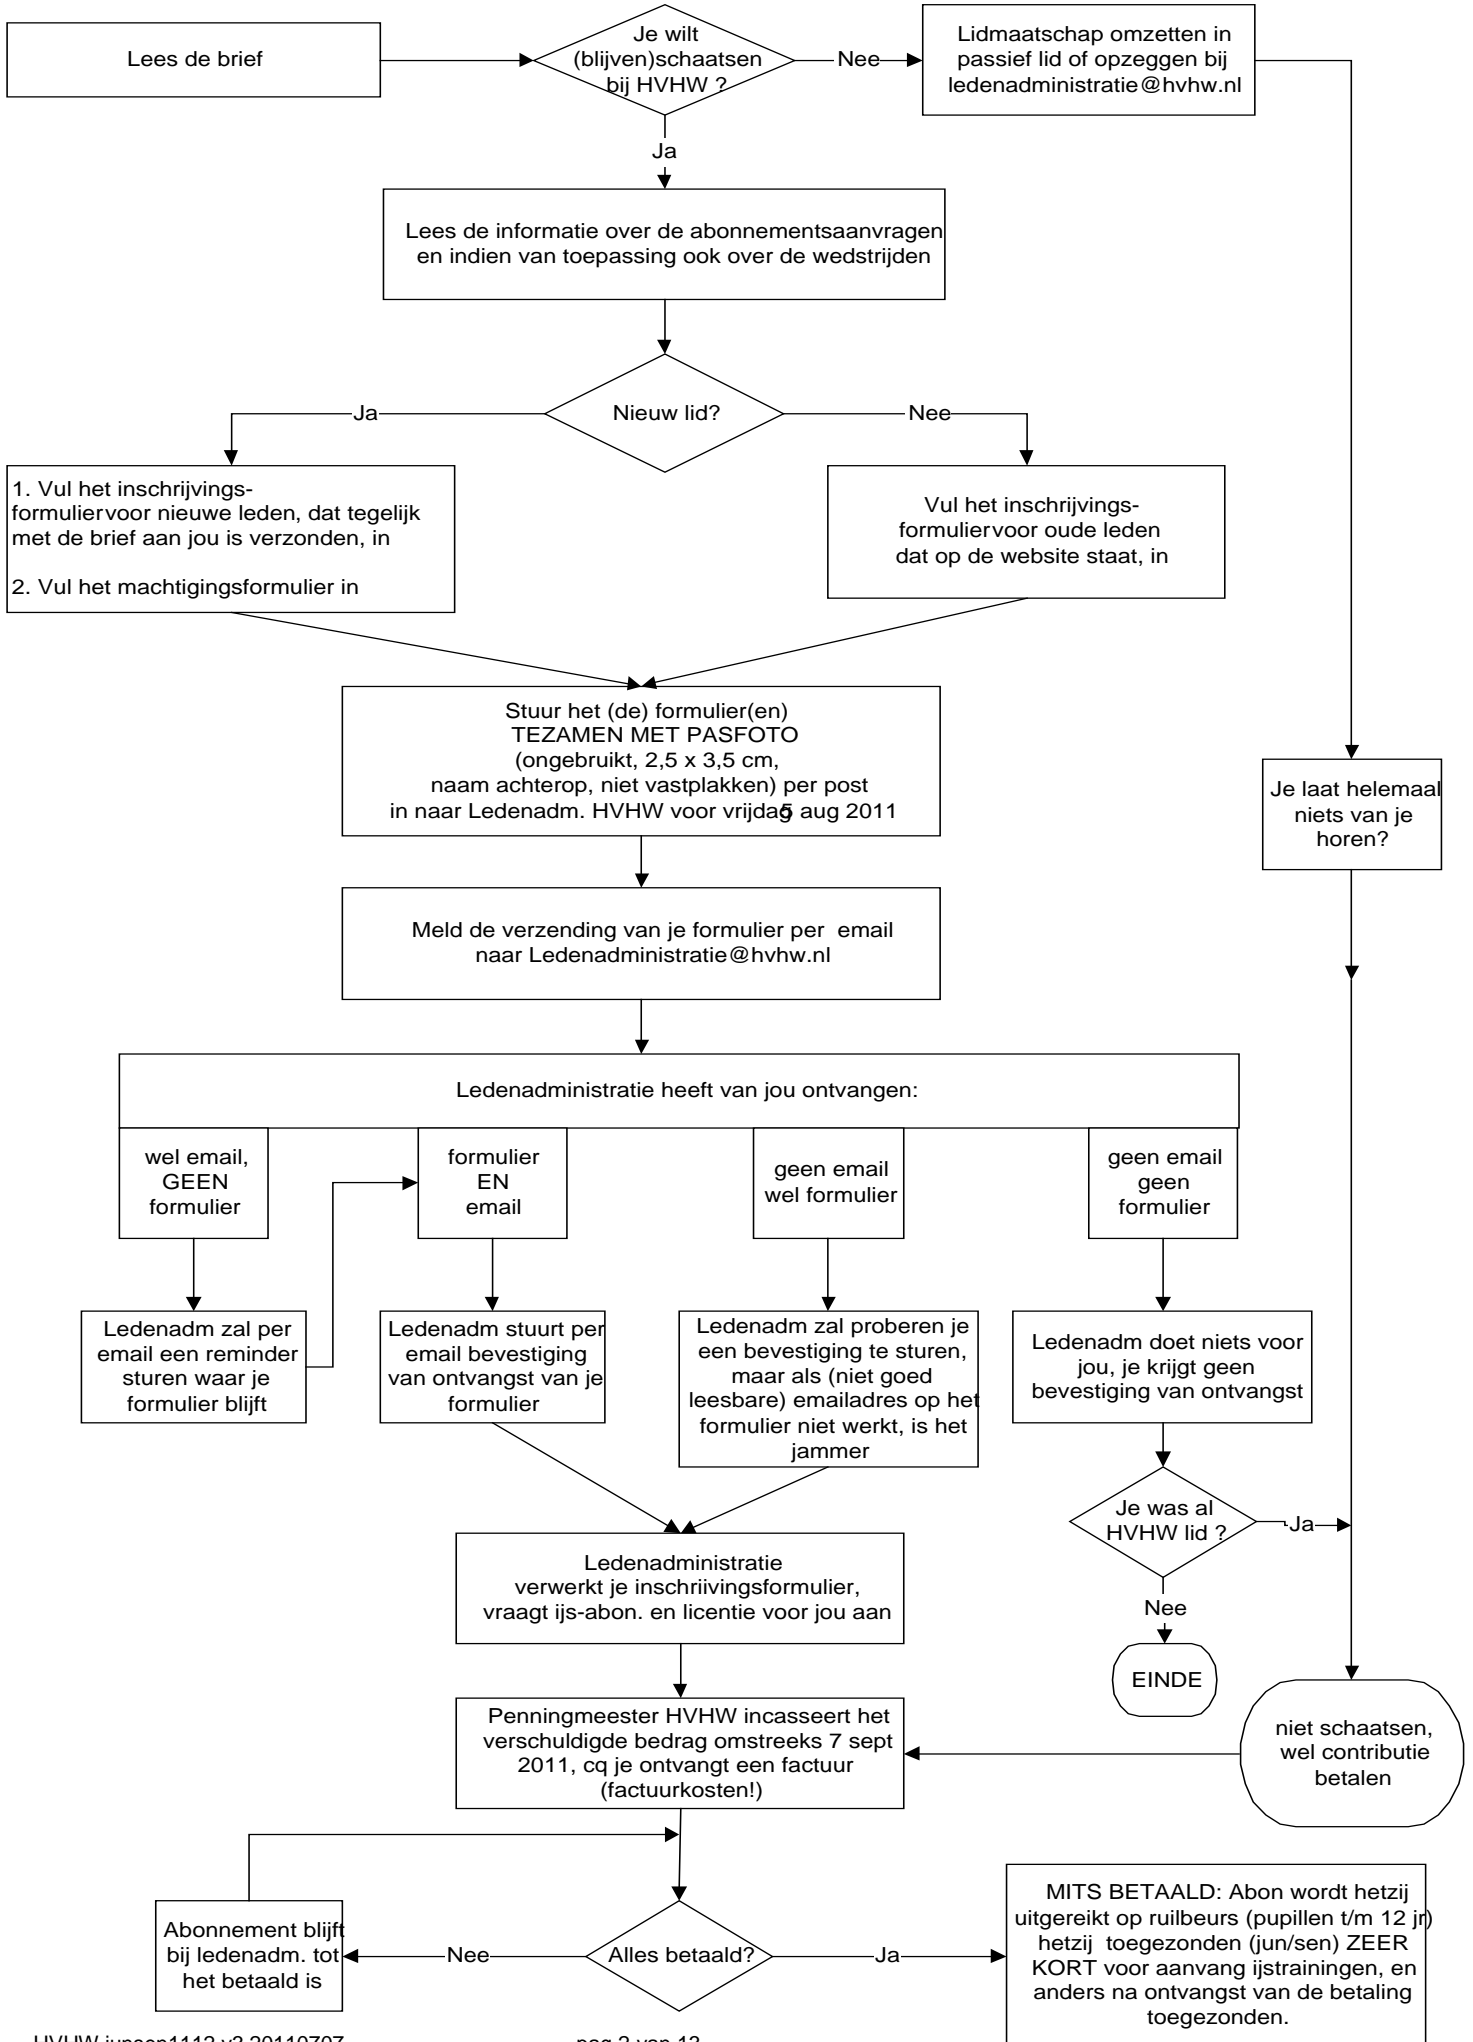 Lees de brief
Je wilt
(blijven)schaatsen
bij HVHW ?
Nee
Lidmaatschap omzetten in
passief lid of opzeggen bij
ledenadministratie@hvhw.nl
Ja
Lees de informatie over de abonnementsaanvragen
en indien van toepassing ook over de wedstrijden
Nieuw lid?
Ja
Nee
1. Vul het inschrijvings-
formuliervoor nieuwe leden, dat tegelijk
met de brief aan jou is verzonden, in
2. Vul het machtigingsformulier in
Vul het inschrijvings-
formuliervoor oude leden
dat op de website staat, in
Stuur het (de) formulier(en)
TEZAMEN MET PASFOTO
(ongebruikt, 2,5 x 3,5 cm,
naam achterop, niet vastplakken) per post
in naar Ledenadm. HVHW voor vrijdag 5 aug 2011
Je laat helemaal
niets van je
horen?
Meld de verzending van je formulier per email
naar Ledenadministratie@hvhw.nl
Ledenadministratie heeft van jou ontvangen:
wel email,
GEEN
formulier
formulier
EN
email
geen email
wel formulier
geen email
geen
formulier
Ledenadm zal per
email een reminder
sturen waar je
formulier blijft
Ledenadm stuurt per
email bevestiging
van ontvangst van je
formulier
Ledenadm zal proberen je
een bevestiging te sturen,
maar als (niet goed
leesbare) emailadres op het
formulier niet werkt, is het
jammer
Ledenadm doet niets voor
jou, je krijgt geen
bevestiging van ontvangst
Je was al
HVHW lid ?
Ja
Nee
EINDE
Ledenadministratie
verwerkt je inschriivingsformulier,
vraagt ijs-abon. en licentie voor jou aan
Penningmeester HVHW incasseert het
verschuldigde bedrag omstreeks 7 sept
2011, cq je ontvangt een factuur
(factuurkosten!)
niet schaatsen,
wel contributie
betalen
Abonnement blijft
bij ledenadm. tot
het betaald is
Nee
Alles betaald?
Ja
MITS BETAALD: Abon wordt hetzij
uitgereikt op ruilbeurs (pupillen t/m 12 jr)
hetzij toegezonden (jun/sen) ZEER
KORT voor aanvang ijstrainingen, en
anders na ontvangst van de betaling
toegezonden.
HVHW junsen1112 v3 20110707
pag 2 van 13